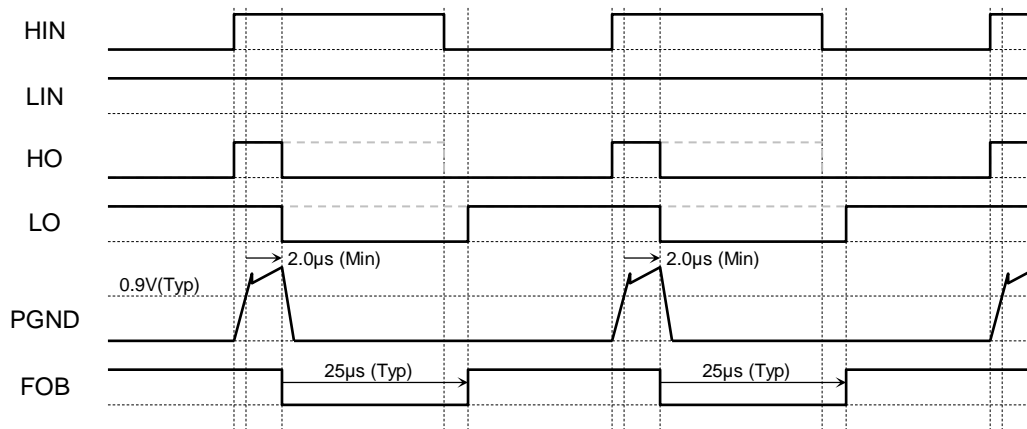 HIN
LIN
HO
LO
2.0µs (Min) 2.0µs (Min)
0.9V(Typ)
PGND
25µs (Typ) 25µs (Typ)
FOB